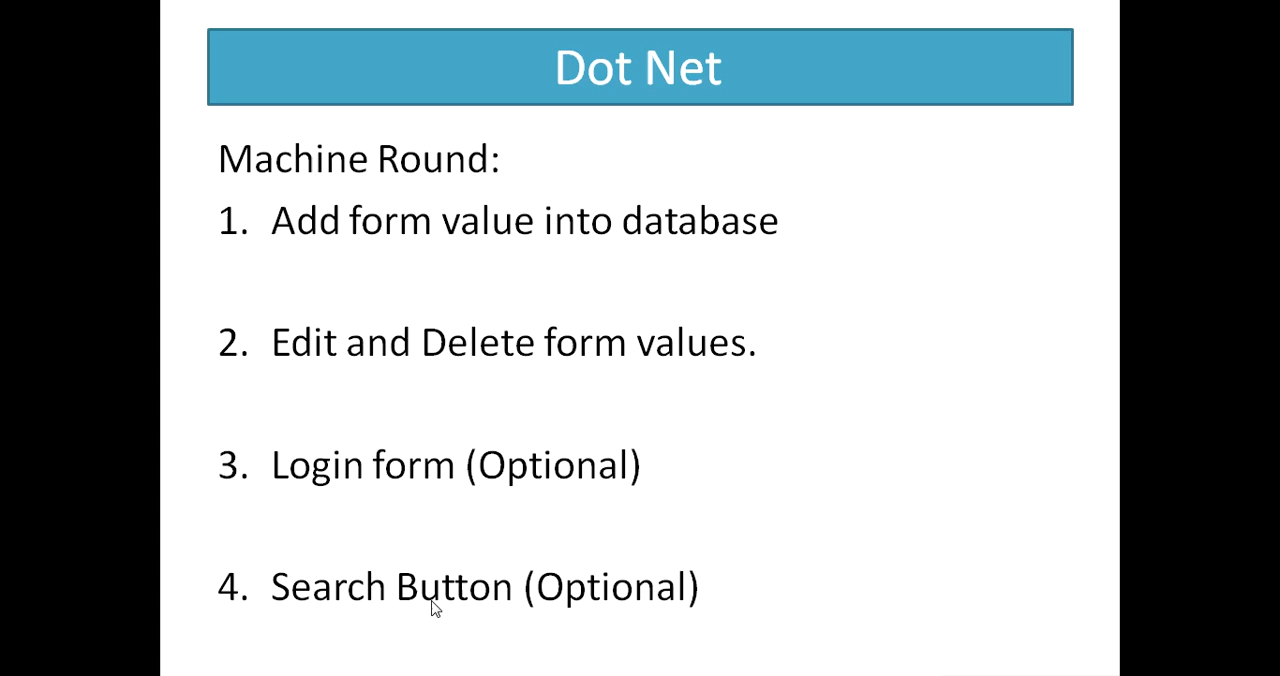 Dot Net
Machine Round:
1. Add form value into database
2. Edit and Delete form values.
3. Login form (Optional)
4. Search Button (Optional)